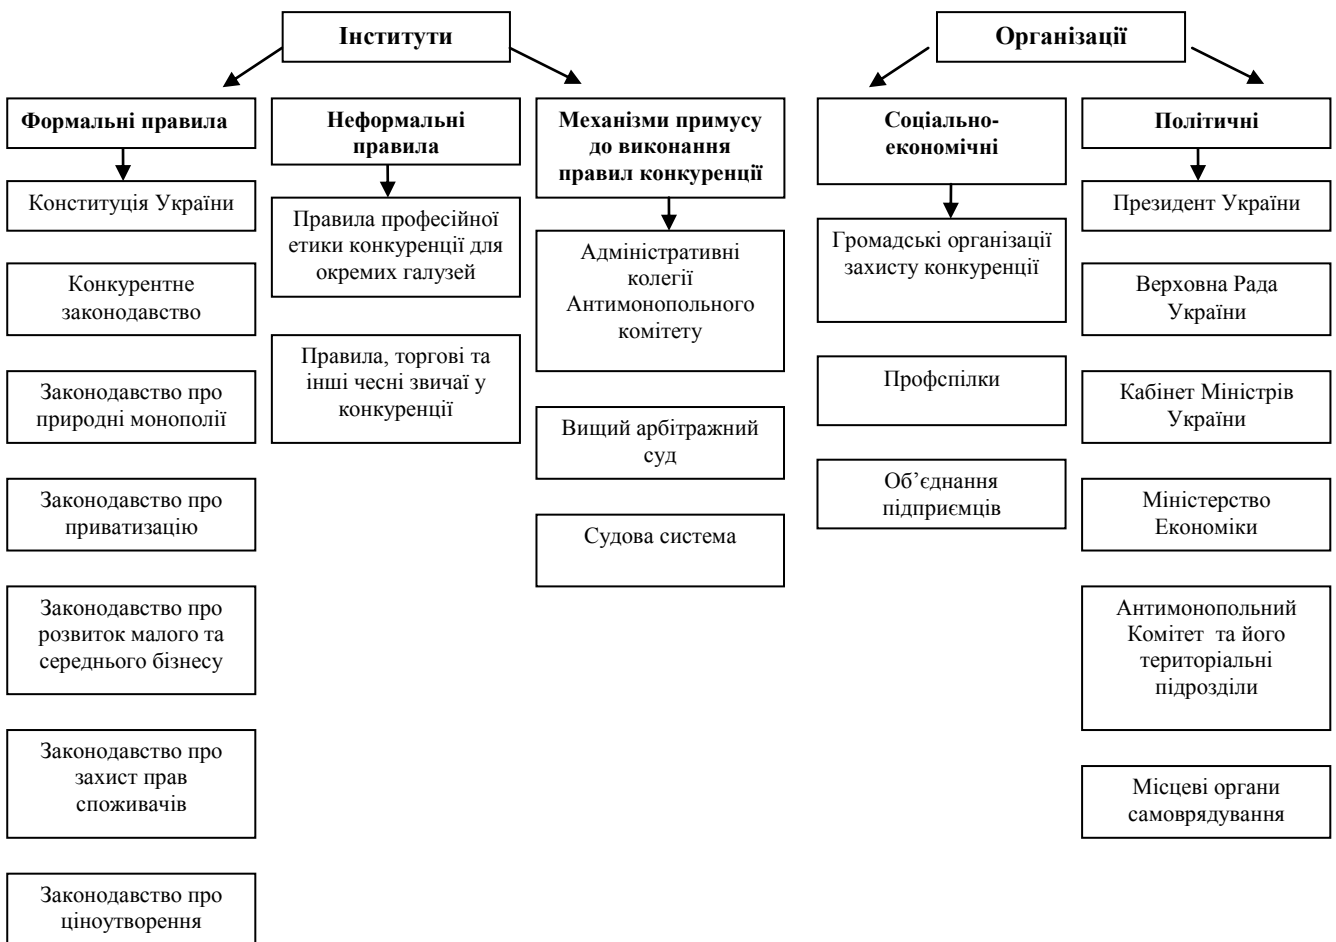 Інститути
Організації
Формальні правила
Неформальні
правила
Механізми примусу
до виконання
правил конкуренції
Соціально-
економічні
Політичні
Конституція України
Конкурентне
законодавство
Законодавство про
природні монополії
Законодавство про
приватизацію
Законодавство про
розвиток малого та
середнього бізнесу
Законодавство про
захист прав
споживачів
Законодавство про
ціноутворення
Правила професійної
етики конкуренції для
окремих галузей
Правила, торгові та
інші чесні звичаї у
конкуренції
Адміністративні
колегії
Антимонопольного
комітету
Вищий арбітражний
суд
Судова система
Громадські організації
захисту конкуренції
Профспілки
Об’єднання
підприємців
Президент України
Верховна Рада
України
Кабінет Міністрів
України
Міністерство
Економіки
Антимонопольний
Комітет та його
територіальні
підрозділи
Місцеві органи
самоврядування